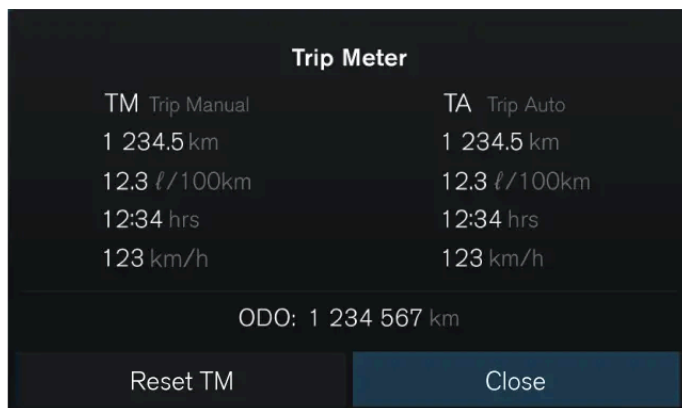 Trip Meter
TM Trip Manual
TA Trip Auto
1 234.5 km
1 234.5 km
12.3 ℓ/100km
12.3 ℓ/100km
12:34 hrs
12:34 hrs
123 km/h
123 km/h
ODO: 1 234 567 km
Reset TM
Close